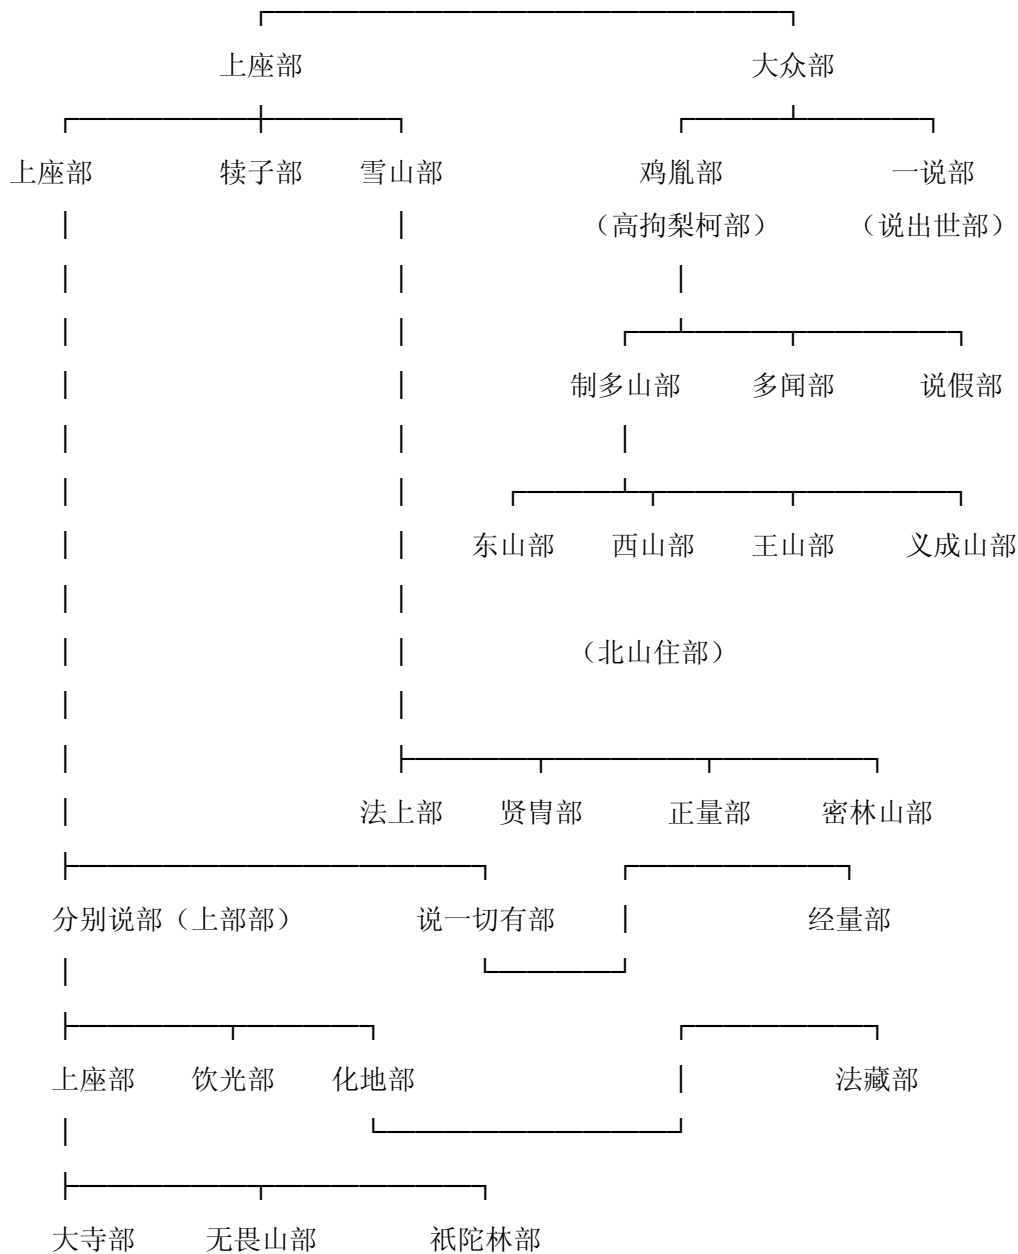 上座部 大众部
上座部 犊子部 雪山部 鸡胤部 一说部
（高拘梨柯部） （说出世部）
制多山部 多闻部 说假部
东山部 西山部 王山部 义成山部
（北山住部）
法上部 贤胄部 正量部 密林山部
分别说部（上部部） 说一切有部 经量部
上座部 饮光部 化地部 法藏部
大寺部 无畏山部 祇陀林部